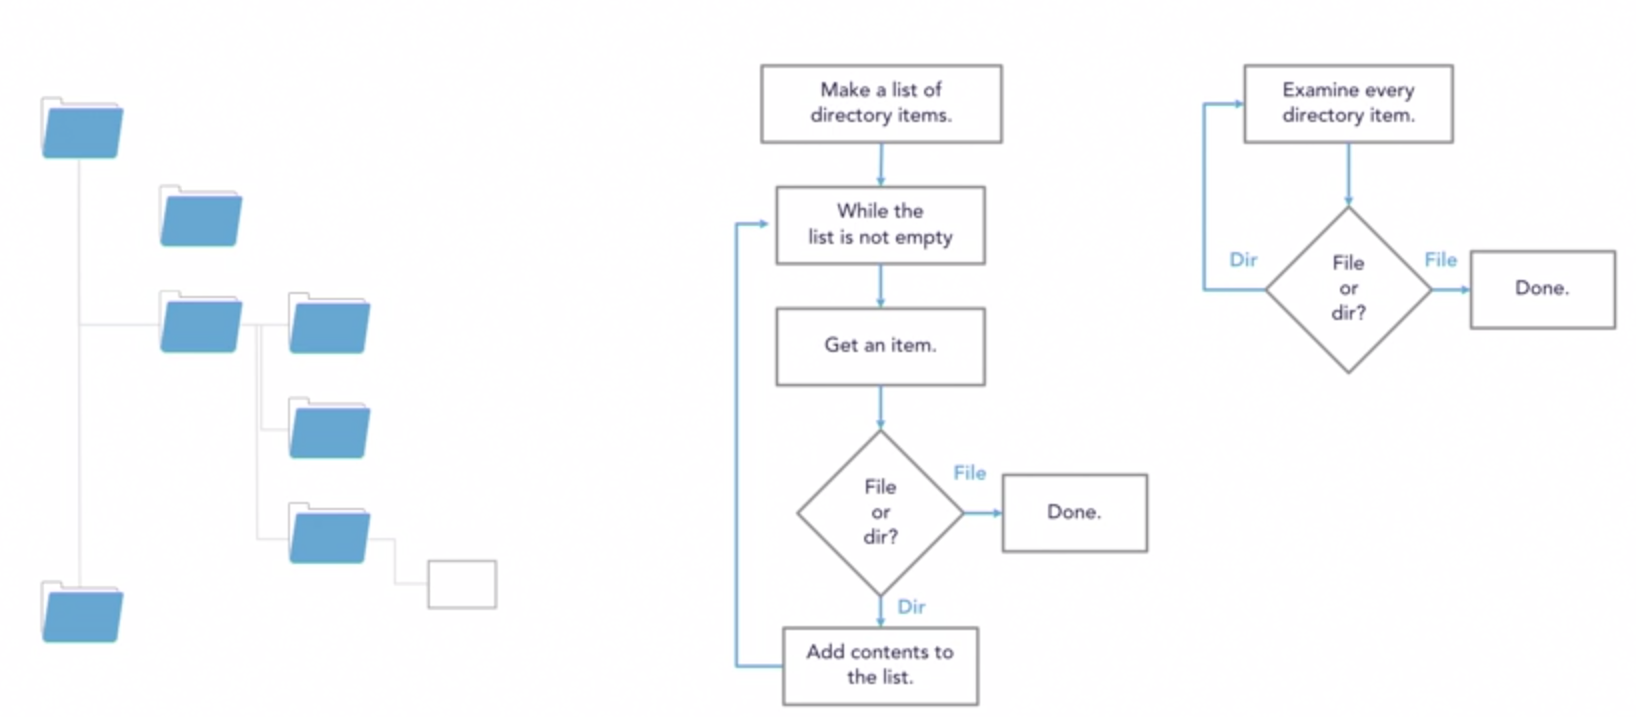 Make a list of
directory items.
While the
list is not empty
Get an item.
File
or
dir?
File
Done.
Dir
Add contents to
the list.
Examine every
directory item.
Dir
File
or
dir?
File
Done.